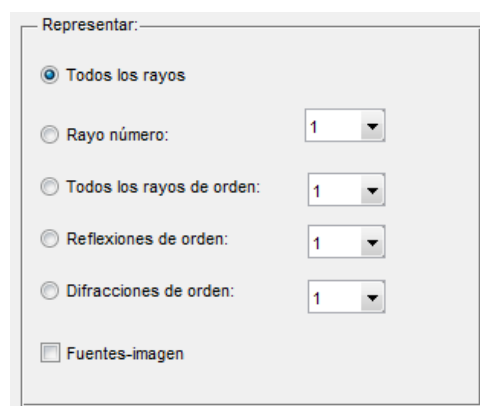 Representar:
Todos los rayos
Rayo número: 1
Todos los rayos de orden: 1
Reflexiones de orden: 1
Difracciones de orden: 1
Fuentes-imagen